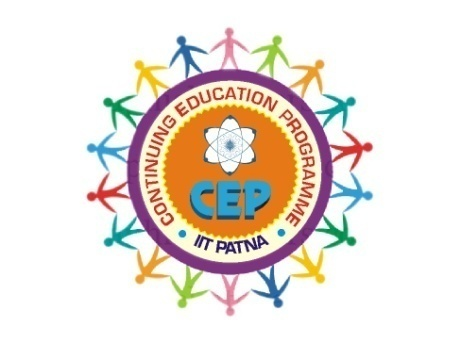 CONTINUING EDUCATION PROGRAMME
CEP
IIT PATNA